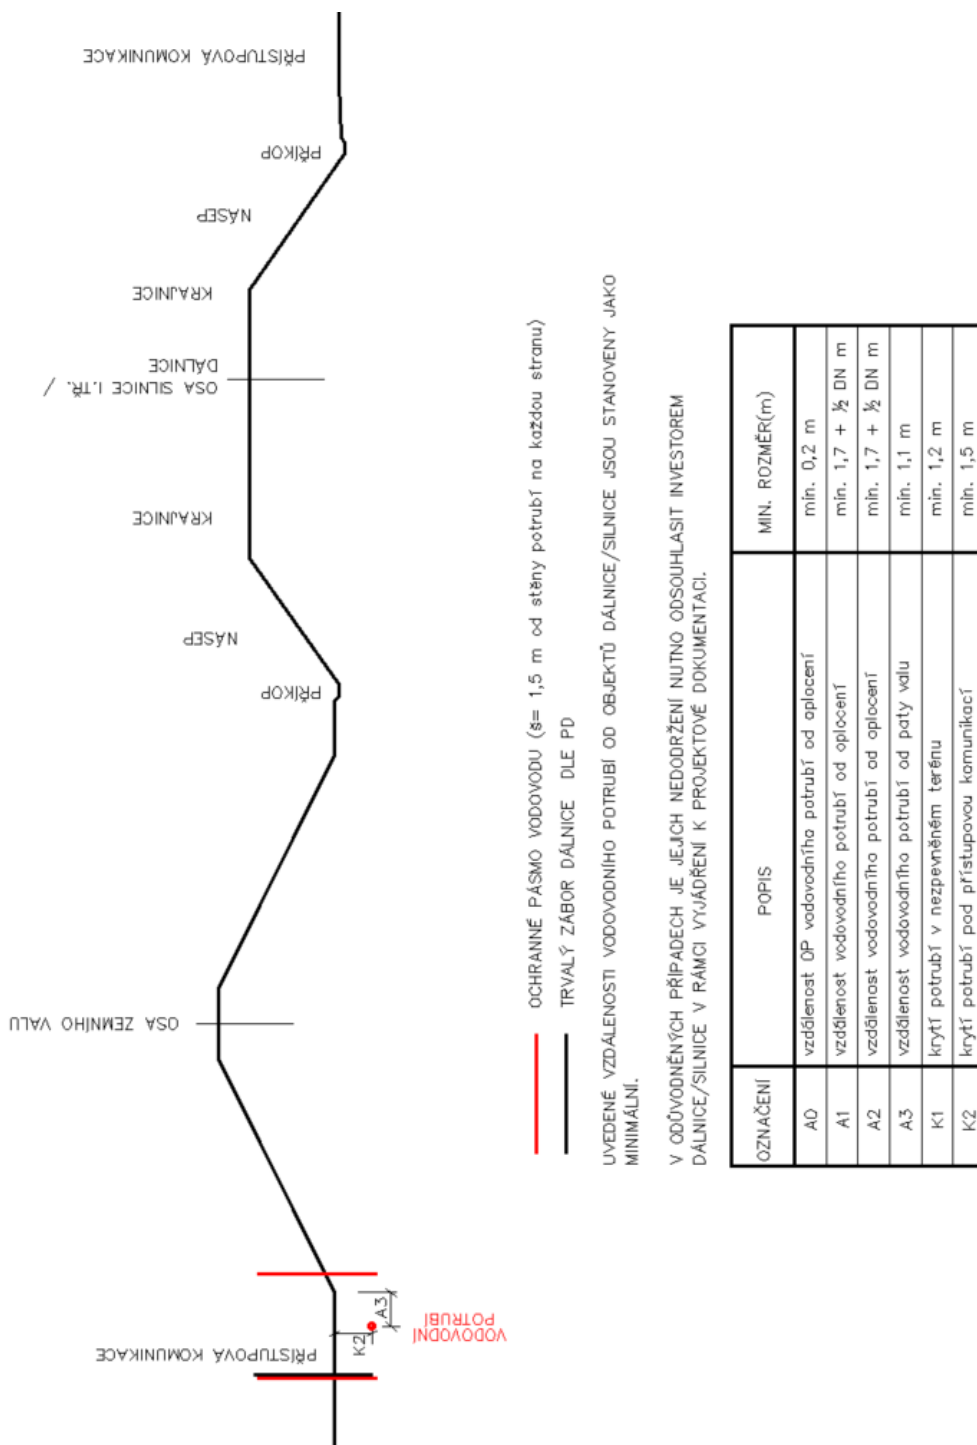 PŘÍSTUPOVÁ KOMUNIKACE
PŘÍKOP
NÁSEP
KRAJNICE
OSA SILNICE I.TŘ. /
DÁLNICE
KRAJNICE
NÁSEP
PŘÍKOP
OSA ZEMNÍHO VALU
PŘÍSTUPOVÁ KOMUNIKACE
K2
A3
VODOVODNÍ
POTRUBÍ
OCHRANNÉ PÁSMO VODOVODU (š= 1,5 m od stěny potrubí na každou stranu)
TRVALÝ ZÁBOR DÁLNICE DLE PD
UVEDENÉ VZDÁLENOSTI VODOVODNÍHO POTRUBÍ OD OBJEKTŮ DÁLNICE/SILNICE JSOU STANOVENY JAKO
MINIMÁLNÍ.
V ODŮVODNĚNÝCH PŘÍPADECH JE JEJICH NEDODRŽENÍ NUTNO ODSOUHLASIT INVESTOREM
DÁLNICE/SILNICE V RÁMCI VYJÁDŘENÍ K PROJEKTOVÉ DOKUMENTACI.
OZNAČENÍ POPIS MIN. ROZMĚR(m)
A0 vzdálenost OP vodovodního potrubí od oplocení min. 0,2 m
A1 vzdálenost vodovodního potrubí od oplocení min. 1,7 + ½ DN m
A2 vzdálenost vodovodního potrubí od oplocení min. 1,7 + ½ DN m
A3 vzdálenost vodovodního potrubí od paty valu min. 1,1 m
K1 krytí potrubí v nezpevněném terénu min. 1,2 m
K2 krytí potrubí pod přístupovou komunikací min. 1,5 m